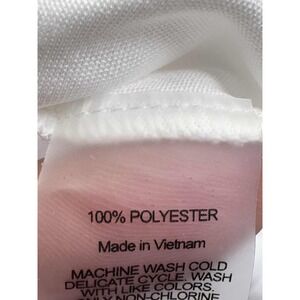 100% POLYESTER
Made in Vietnam
MACHINE WASH COLD
DELICATE CYCLE. WASH
WITH LIKE COLORS.
NON-CHLORINE